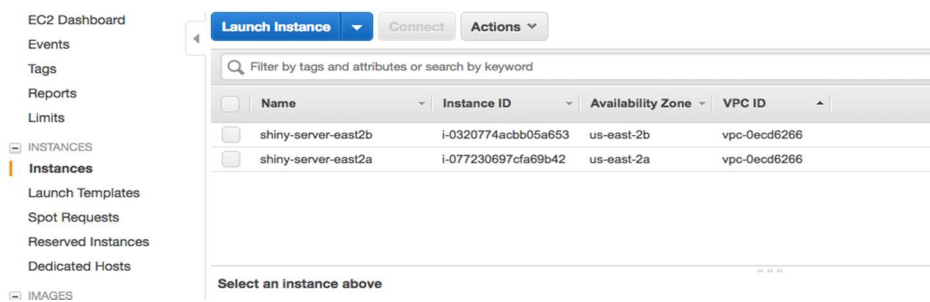 EC2 Dashboard
Events
Tags
Reports
Limits
INSTANCES
Instances
Launch Templates
Spot Requests
Reserved Instances
Dedicated Hosts
IMAGES
Launch Instance Connect Actions
Filter by tags and attributes or search by keyword
Name Instance ID Availability Zone VPC ID
shiny-server-east2b i-0320774acbb05a653 us-east-2b vpc-0ecd6266
shiny-server-east2a i-077230697cfa69b42 us-east-2a vpc-0ecd6266
Select an instance above